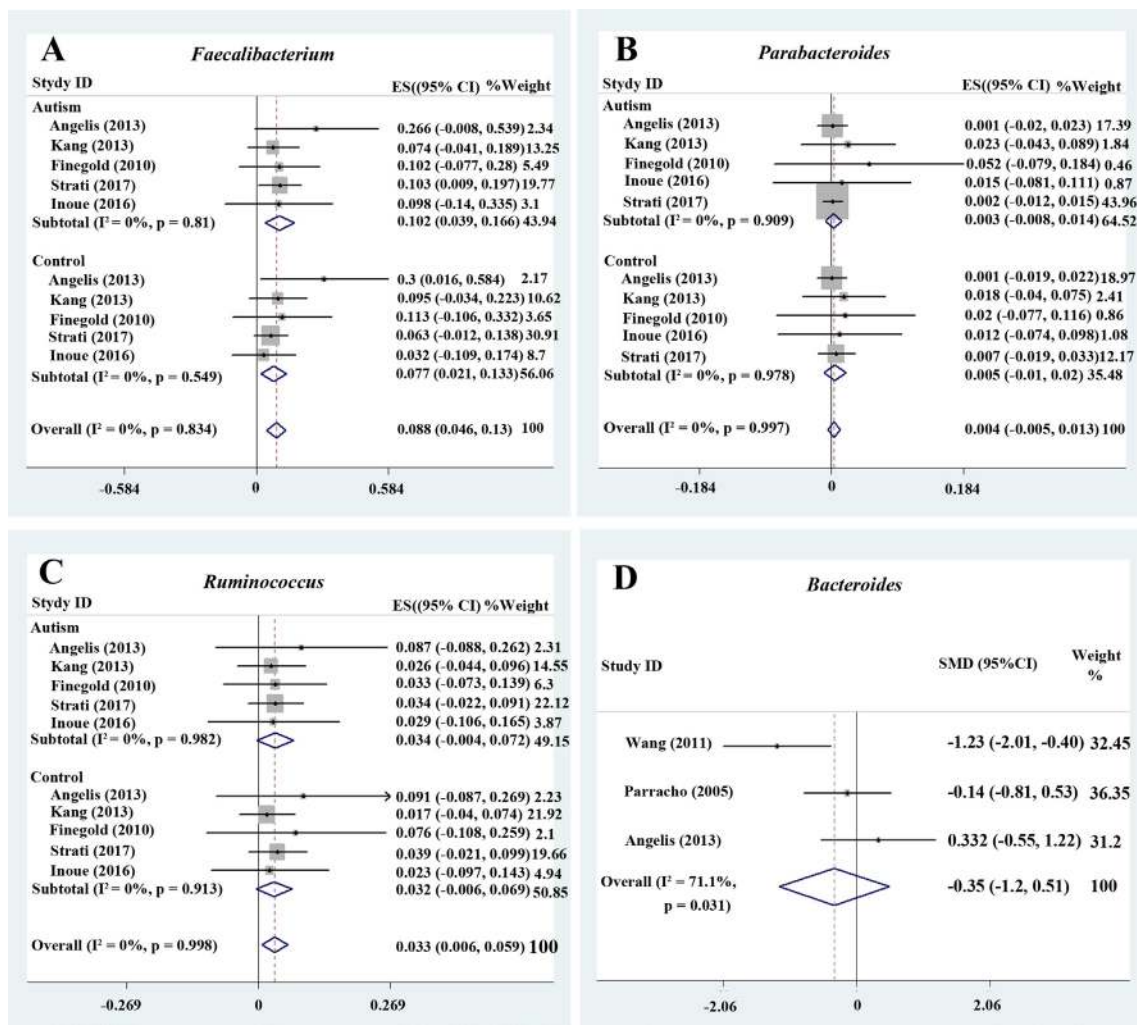 A
Faecalibacterium
Stydy ID
ES((95% CI) %Weight
Autism
Angelis (2013) 0.266 (-0.008, 0.539) 2.34
Kang (2013) 0.074 (-0.041, 0.189) 13.25
Finegold (2010) 0.102 (-0.077, 0.28) 5.49
Strati (2017) 0.103 (0.009, 0.197) 19.77
Inoue (2016) 0.098 (-0.14, 0.335) 3.1
Subtotal (I² = 0%, p = 0.81) 0.102 (0.039, 0.166) 43.94
Control
Angelis (2013) 0.3 (0.016, 0.584) 2.17
Kang (2013) 0.095 (-0.034, 0.223) 10.62
Finegold (2010) 0.113 (-0.106, 0.332) 3.65
Strati (2017) 0.063 (-0.012, 0.138) 30.91
Inoue (2016) 0.032 (-0.109, 0.174) 8.7
Subtotal (I² = 0%, p = 0.549) 0.077 (0.021, 0.133) 56.06
Overall (I² = 0%, p = 0.834) 0.088 (0.046, 0.13) 100
-0.584 0 0.584
B
Parabacteroides
Stydy ID
ES((95% CI) %Weight
Autism
Angelis (2013) 0.001 (-0.02, 0.023) 17.39
Kang (2013) 0.023 (-0.043, 0.089) 1.84
Finegold (2010) 0.052 (-0.079, 0.184) 0.46
Inoue (2016) 0.015 (-0.081, 0.111) 0.87
Strati (2017) 0.002 (-0.012, 0.015) 43.96
Subtotal (I² = 0%, p = 0.909) 0.003 (-0.008, 0.014) 64.52
Control
Angelis (2013) 0.001 (-0.019, 0.022) 18.97
Kang (2013) 0.018 (-0.04, 0.075) 2.41
Finegold (2010) 0.02 (-0.077, 0.116) 0.86
Inoue (2016) 0.012 (-0.074, 0.098) 1.08
Strati (2017) 0.007 (-0.019, 0.033) 12.17
Subtotal (I² = 0%, p = 0.978) 0.005 (-0.01, 0.02) 35.48
Overall (I² = 0%, p = 0.997) 0.004 (-0.005, 0.013) 100
-0.184 0 0.184
C
Ruminococcus
Stydy ID
ES((95% CI) %Weight
Autism
Angelis (2013) 0.087 (-0.088, 0.262) 2.31
Kang (2013) 0.026 (-0.044, 0.096) 14.55
Finegold (2010) 0.033 (-0.073, 0.139) 6.3
Strati (2017) 0.034 (-0.022, 0.091) 22.12
Inoue (2016) 0.029 (-0.106, 0.165) 3.87
Subtotal (I² = 0%, p = 0.982) 0.034 (-0.004, 0.072) 49.15
Control
Angelis (2013) 0.091 (-0.087, 0.269) 2.23
Kang (2013) 0.017 (-0.04, 0.074) 21.92
Finegold (2010) 0.076 (-0.108, 0.259) 2.1
Strati (2017) 0.039 (-0.021, 0.099) 19.66
Inoue (2016) 0.023 (-0.097, 0.143) 4.94
Subtotal (I² = 0%, p = 0.913) 0.032 (-0.006, 0.069) 50.85
Overall (I² = 0%, p = 0.998) 0.033 (0.006, 0.059) 100
-0.269 0 0.269
D
Bacteroides
Study ID SMD (95%CI) Weight
%
Wang (2011) -1.23 (-2.01, -0.40) 32.45
Parracho (2005) -0.14 (-0.81, 0.53) 36.35
Angelis (2013) 0.332 (-0.55, 1.22) 31.2
Overall (I² = 71.1%, -0.35 (-1.2, 0.51) 100
p = 0.031)
-2.06 0 2.06